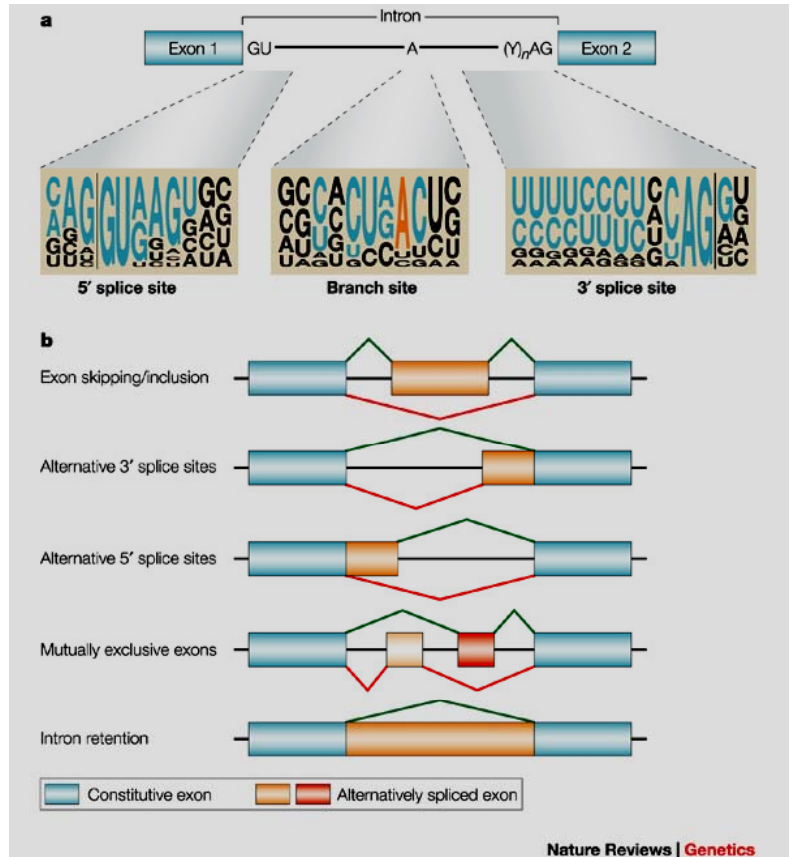 a
Intron
Exon 1 GU A (Y)nAG Exon 2
5′ splice site
Branch site
3′ splice site
b
Exon skipping/inclusion
Alternative 3′ splice sites
Alternative 5′ splice sites
Mutually exclusive exons
Intron retention
Constitutive exon
Alternatively spliced exon
Nature Reviews | Genetics